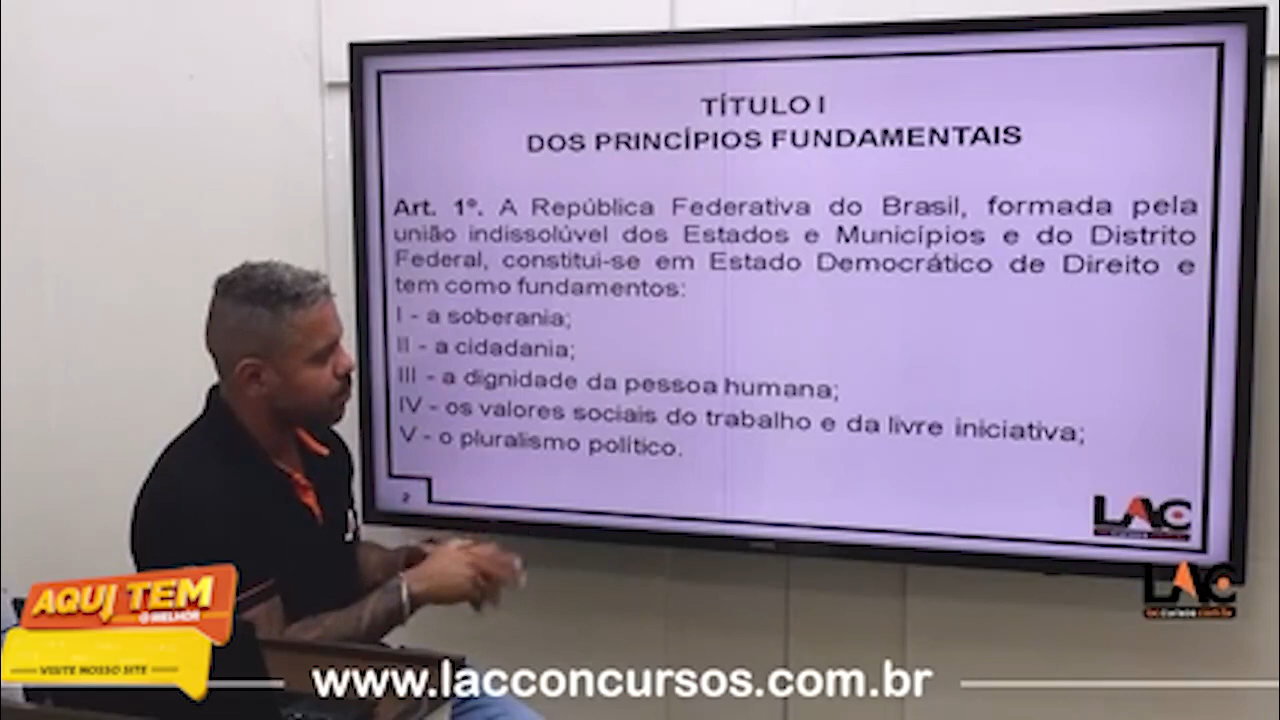 TÍTULO I
DOS PRINCÍPIOS FUNDAMENTAIS
Art. 1º. A República Federativa do Brasil, formada pela
união indissolúvel dos Estados e Municípios e do Distrito
Federal, constitui-se em Estado Democrático de Direito e
tem como fundamentos:
I - a soberania;
II - a cidadania;
III - a dignidade da pessoa humana;
IV - os valores sociais do trabalho e da livre iniciativa;
V - o pluralismo político.
2
LAC
LAC
AQUI TEM
O MELHOR
VISITE NOSSO SITE
www.lacconcursos.com.br